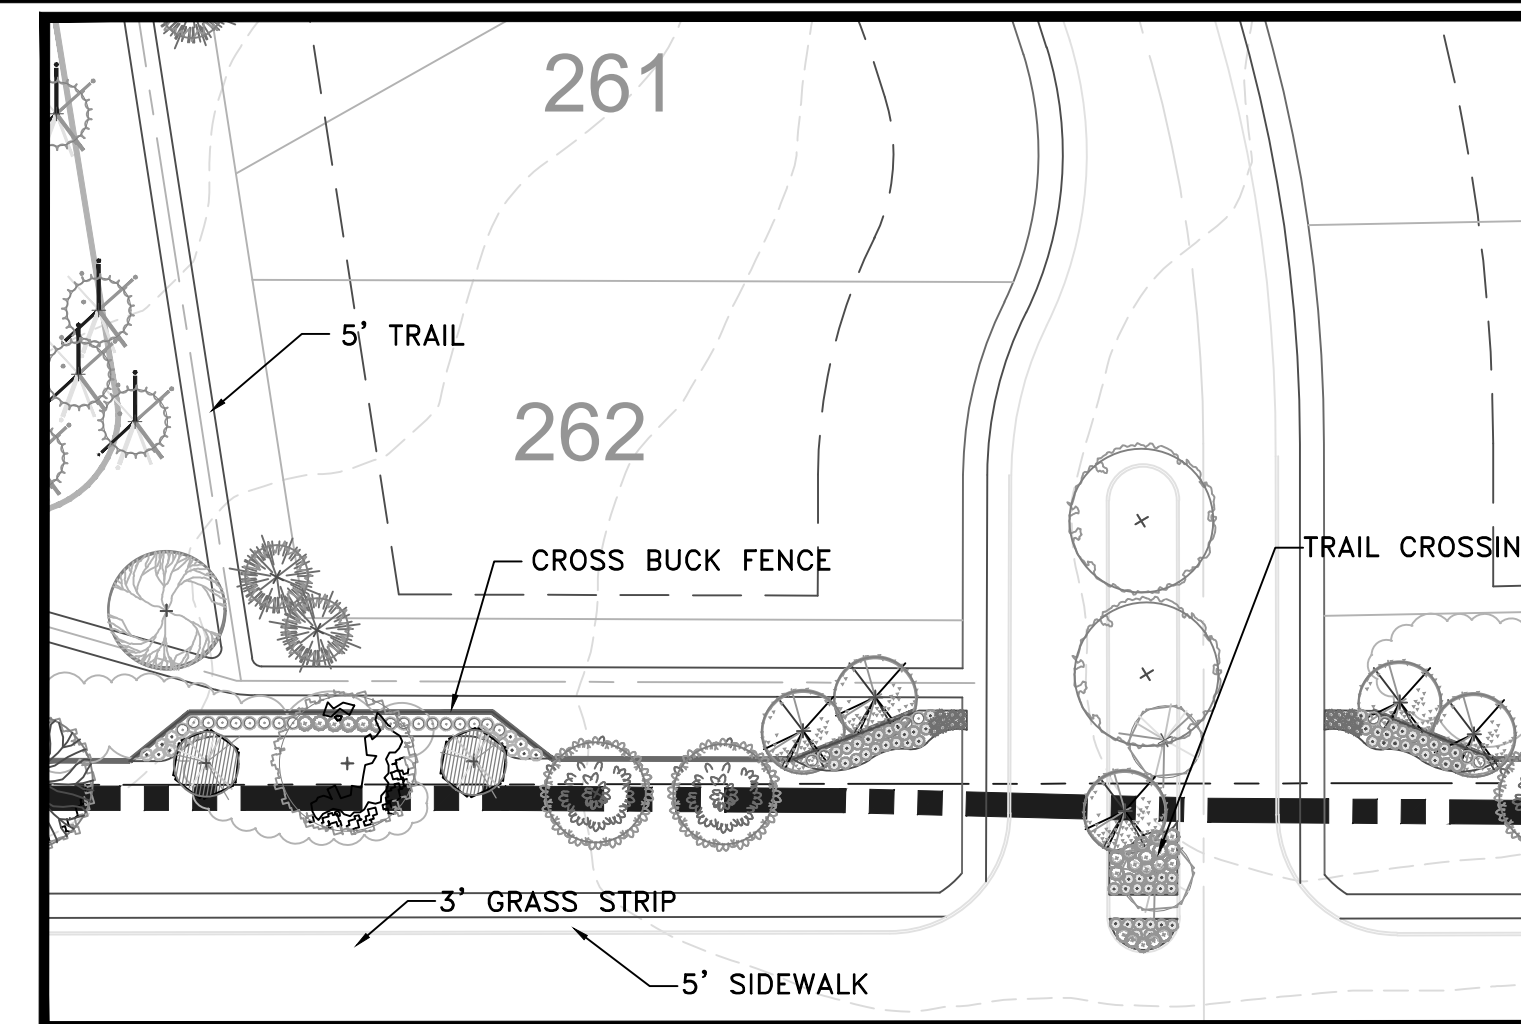 261
5' TRAIL
262
CROSS BUCK FENCE
TRAIL CROSSIN
3' GRASS STRIP
5' SIDEWALK